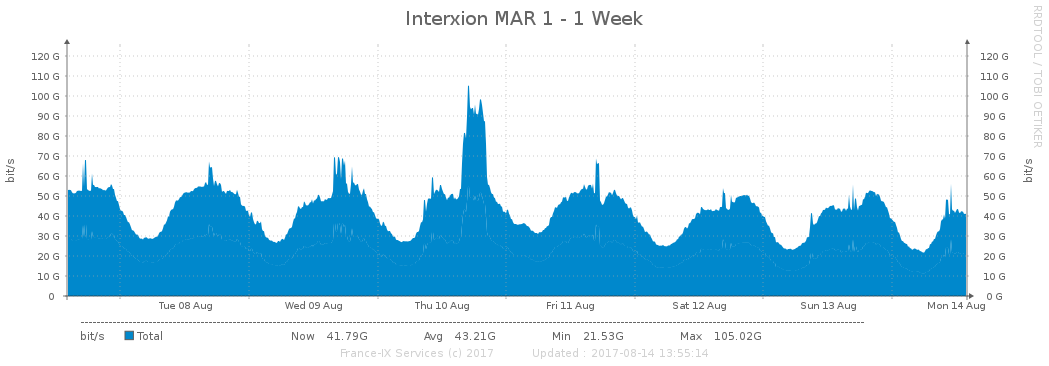 Interxion MAR 1 - 1 Week
RRDTOOL / TOBI OETIKER
120 G 120 G
110 G 110 G
100 G 100 G
90 G 90 G
80 G 80 G
70 G 70 G
60 G 60 G
50 G 50 G
40 G 40 G
30 G 30 G
20 G 20 G
10 G 10 G
0 0 G
bit/s
bit/s
Tue 08 Aug Wed 09 Aug Thu 10 Aug Fri 11 Aug Sat 12 Aug Sun 13 Aug Mon 14 Aug
bit/s Total Now 41.79G Avg 43.21G Min 21.53G Max 105.02G
France-IX Services (c) 2017 Updated : 2017-08-14 13:55:14